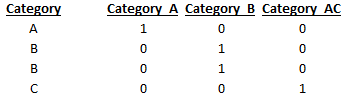 Category Category_A Category_B Category_AC
A 1 0 0
B 0 1 0
B 0 1 0
C 0 0 1